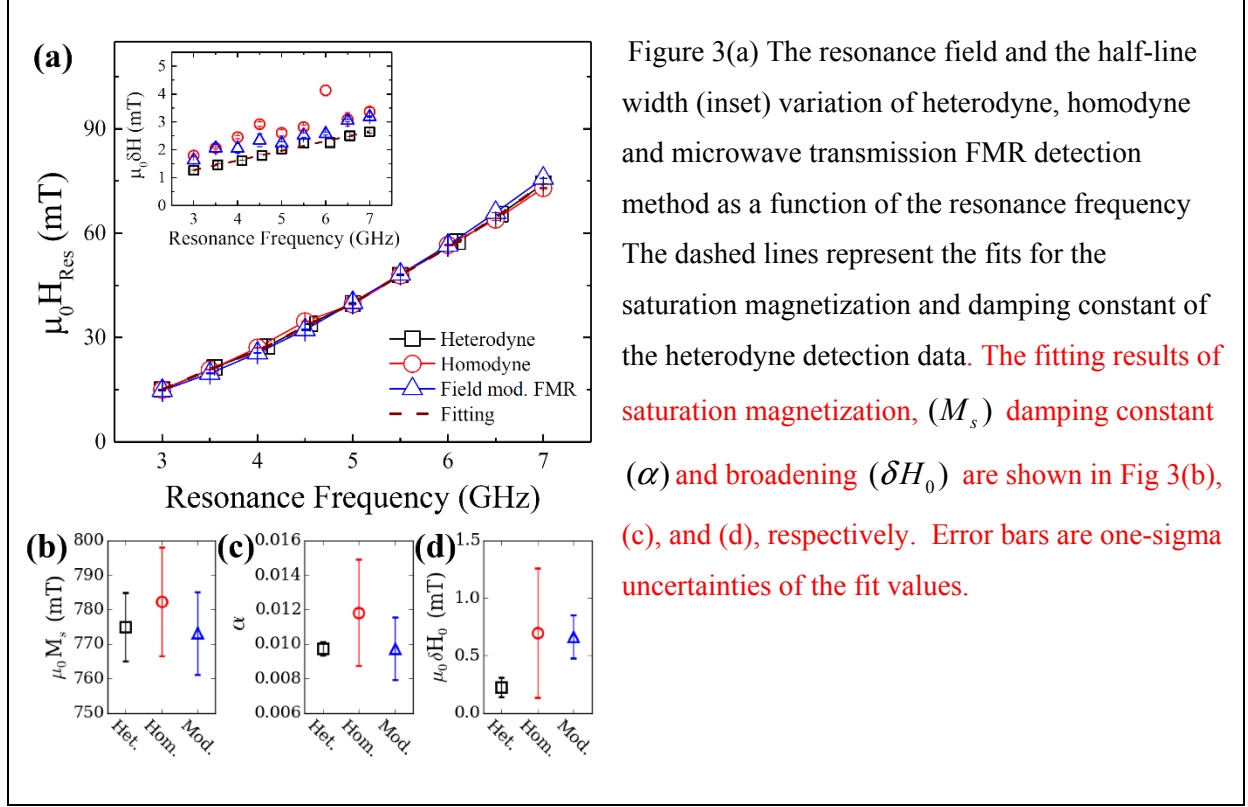 (a)
μ₀δH (mT)
5
4
3
2
1
0
3 4 5 6 7
Resonance Frequency (GHz)
μ₀H_Res (mT)
90
60
30
0
Heterodyne
Homodyne
Field mod. FMR
Fitting
3 4 5 6 7
Resonance Frequency (GHz)
(b)
μ₀M_s (mT)
800
790
780
770
760
750
Het. Hom. Mod.
(c)
α
0.016
0.014
0.012
0.010
0.008
0.006
Het. Hom. Mod.
(d)
μ₀δH₀ (mT)
1.5
1.0
0.5
0.0
Het. Hom. Mod.
Figure 3(a) The resonance field and the half-line
width (inset) variation of heterodyne, homodyne
and microwave transmission FMR detection
method as a function of the resonance frequency
The dashed lines represent the fits for the
saturation magnetization and damping constant of
the heterodyne detection data. The fitting results of
saturation magnetization, (M_s) damping constant
(α) and broadening (δH₀) are shown in Fig 3(b),
(c), and (d), respectively. Error bars are one-sigma
uncertainties of the fit values.